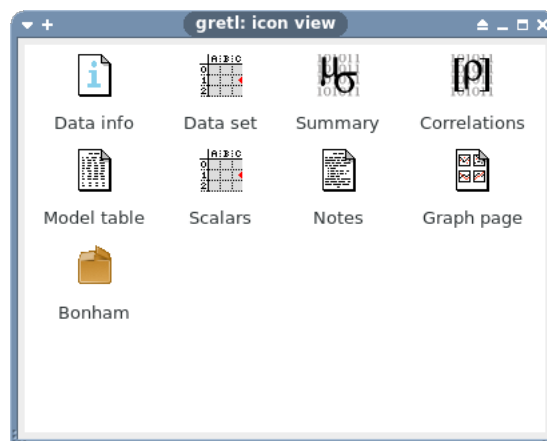 gretl: icon view
Data info Data set Summary Correlations
Model table Scalars Notes Graph page
Bonham